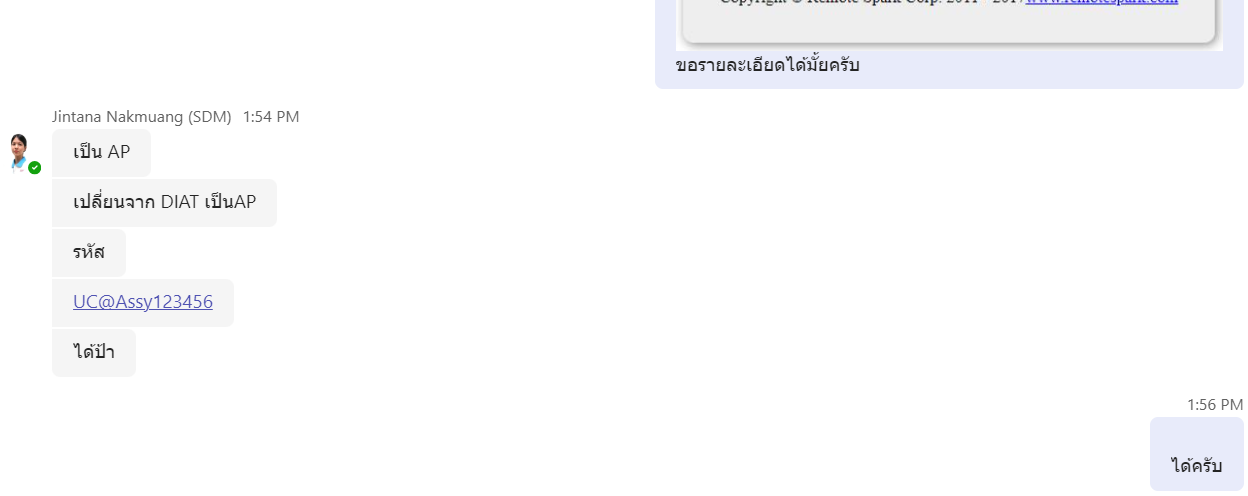 Copyright © Remote Spark Corp. 2011 - 2017 www.remotespark.com
ขอรายละเอียดได้มั้ยครับ
Jintana Nakmuang (SDM) 1:54 PM
เป็น AP
เปลี่ยนจาก DIAT เป็นAP
รหัส
UC@Assy123456
ได้ป้า
1:56 PM
ได้ครับ